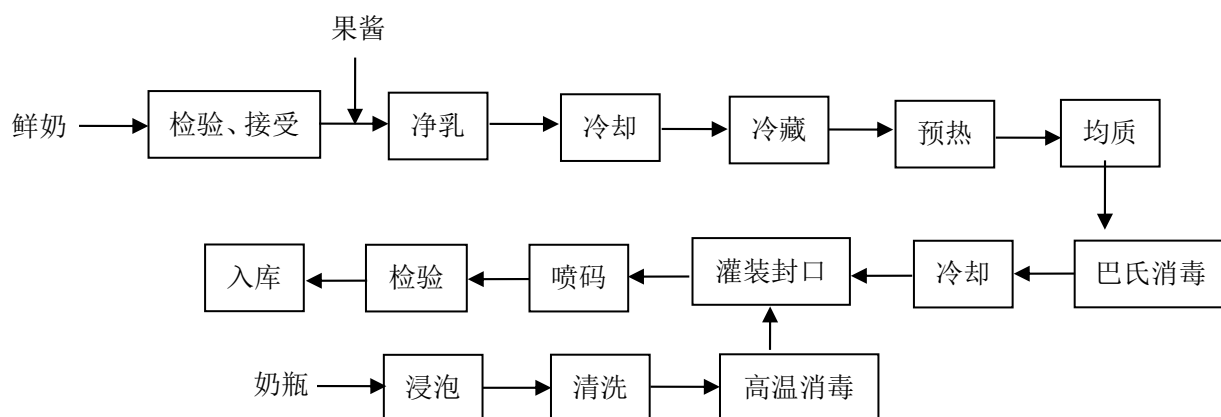 果酱
鲜奶 检验、接受 净乳 冷却 冷藏 预热 均质
入库 检验 喷码 灌装封口 冷却 巴氏消毒
奶瓶 浸泡 清洗 高温消毒